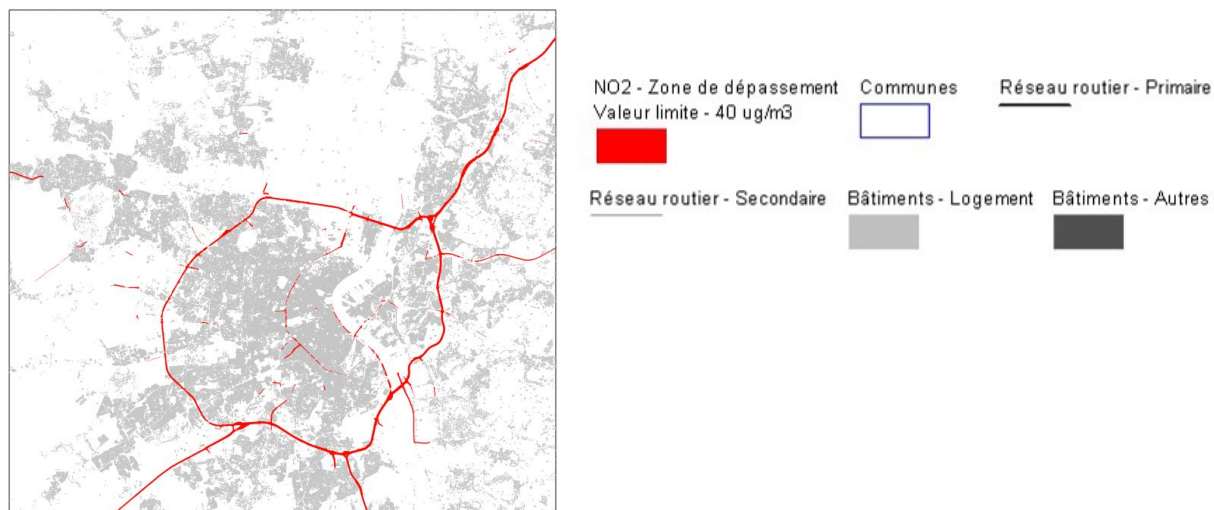 NO2 - Zone de dépassement
Valeur limite - 40 ug/m3
Communes
Réseau routier - Primaire
Réseau routier - Secondaire
Bâtiments - Logement
Bâtiments - Autres